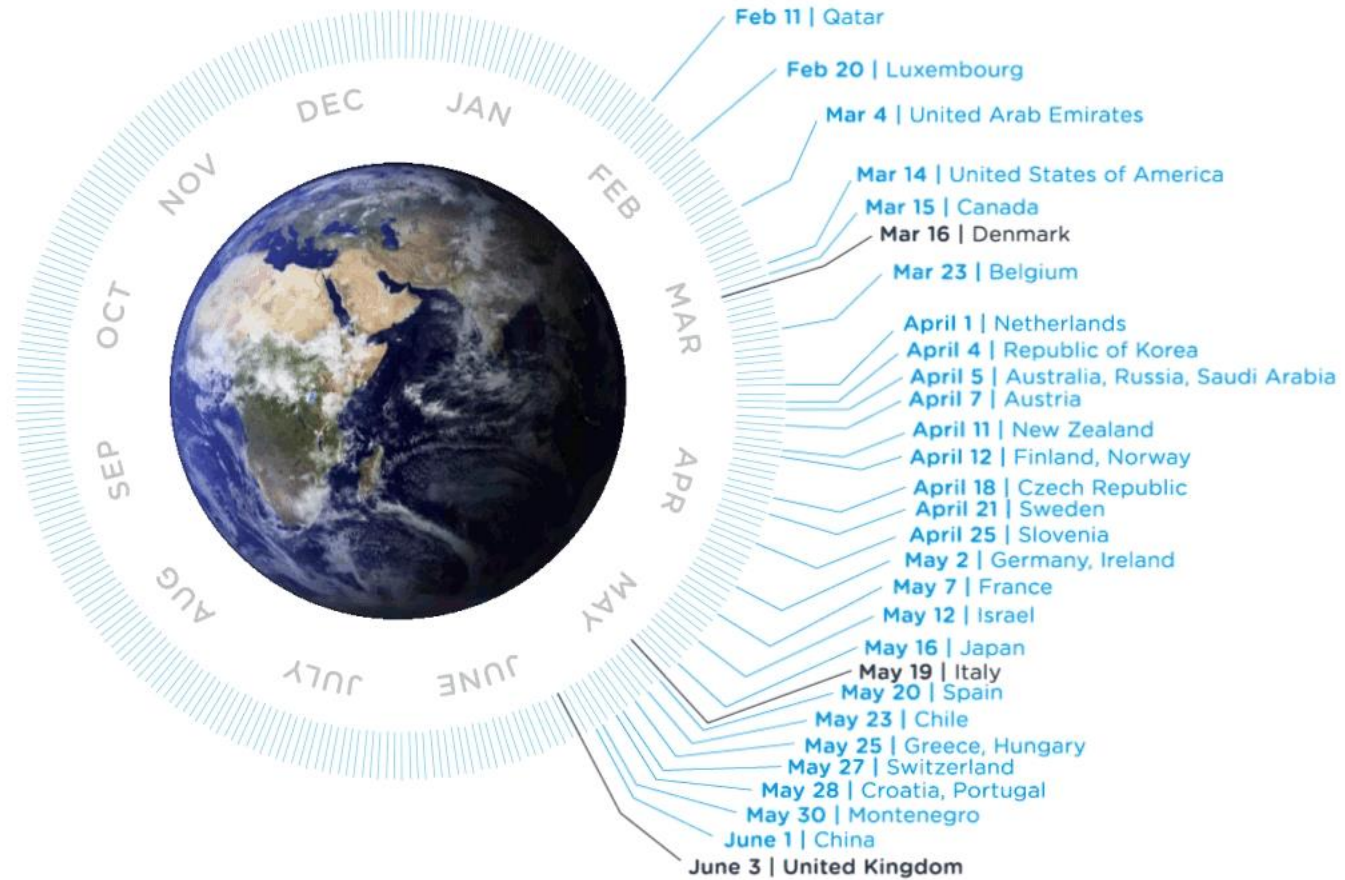 Feb 11 | Qatar
Feb 20 | Luxembourg
Mar 4 | United Arab Emirates
Mar 14 | United States of America
Mar 15 | Canada
Mar 16 | Denmark
Mar 23 | Belgium
April 1 | Netherlands
April 4 | Republic of Korea
April 5 | Australia, Russia, Saudi Arabia
April 7 | Austria
April 11 | New Zealand
April 12 | Finland, Norway
April 18 | Czech Republic
April 21 | Sweden
April 25 | Slovenia
May 2 | Germany, Ireland
May 7 | France
May 12 | Israel
May 16 | Japan
May 19 | Italy
May 20 | Spain
May 23 | Chile
May 25 | Greece, Hungary
May 27 | Switzerland
May 28 | Croatia, Portugal
May 30 | Montenegro
June 1 | China
June 3 | United Kingdom
JAN
FEB
MAR
APR
MAY
JUNE
JULY
AUG
SEP
OCT
NOV
DEC